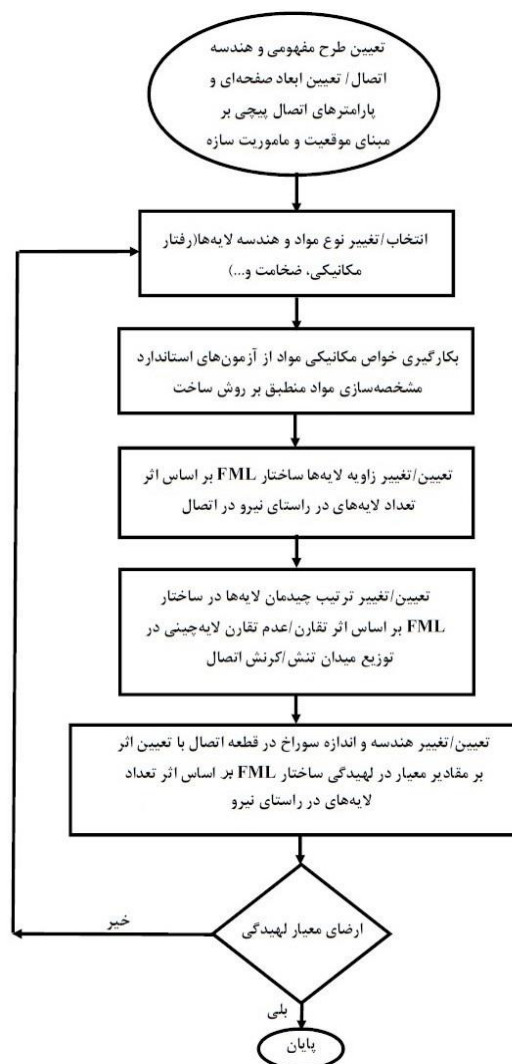 تعیین طرح مفهومی و هندسه
اتصال/ تعیین ابعاد صفحه‌ای و
پارامترهای اتصال پیچی بر
مبنای موقعیت و ماموریت سازه
انتخاب/تغییر نوع مواد و هندسه لایه‌ها(رفتار
مکانیکی، ضخامت و...)
بکارگیری خواص مکانیکی مواد از آزمون‌های استاندارد
مشخصه‌سازی مواد منطبق بر روش ساخت
تعیین/تغییر زاویه لایه‌ها ساختار FML بر اساس اثر
تعداد لایه‌های در راستای نیرو در اتصال
تعیین/تغییر ترتیب چیدمان لایه‌ها در ساختار
FML بر اساس اثر تقارن/عدم تقارن لایه‌چینی در
توزیع میدان تنش/کرنش اتصال
تعیین/تغییر هندسه و اندازه سوراخ در قطعه اتصال با تعیین اثر
بر مقادیر معیار در لهیدگی ساختار FML بر اساس اثر تعداد
لایه‌های در راستای نیرو
ارضای معیار لهیدگی
خیر
بلی
پایان